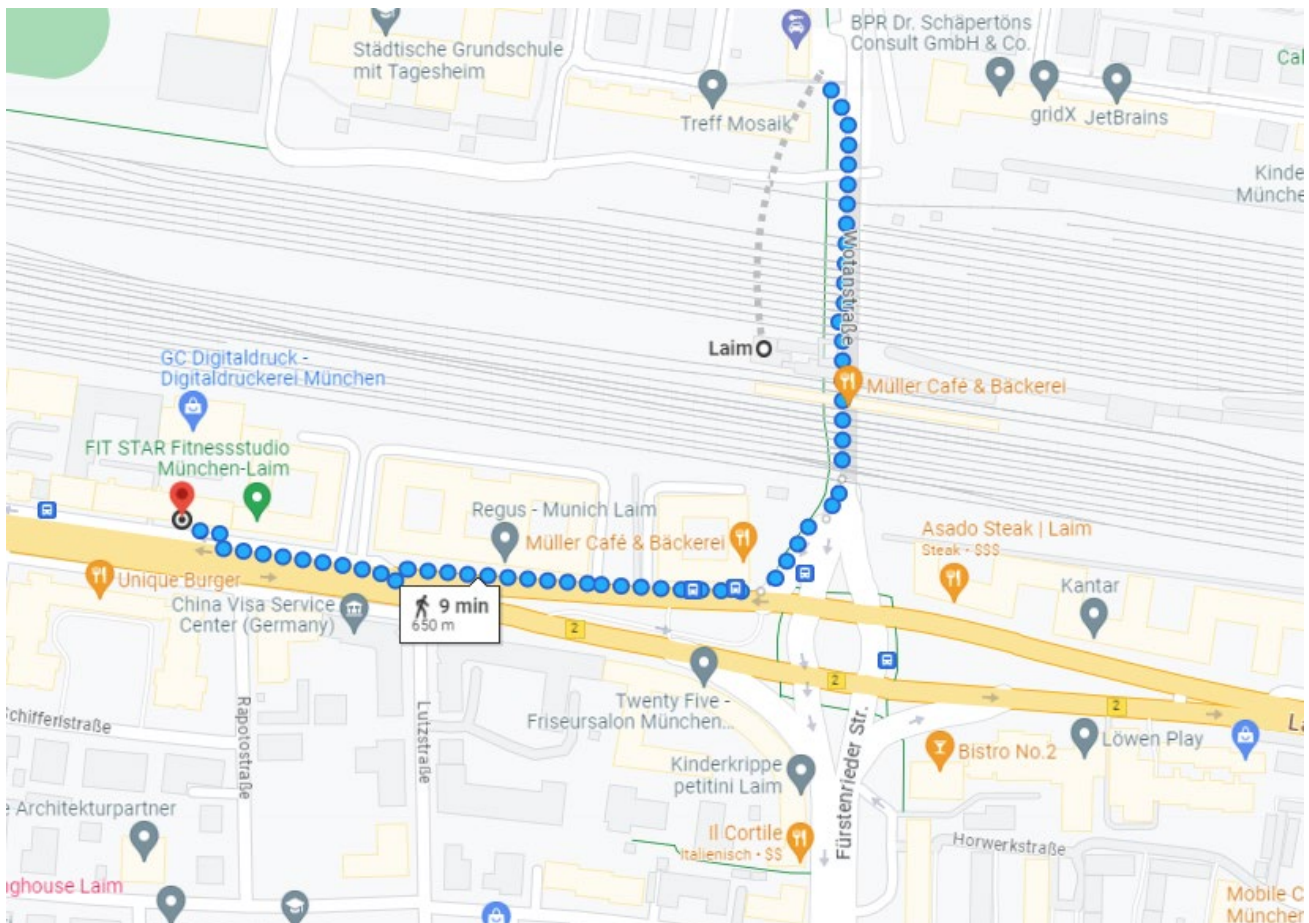 BPR Dr. Schäpertöns
Consult GmbH & Co.
Städtische Grundschule
mit Tagesheim
Treff Mosaik
gridX
JetBrains
Kinde
Münche
Wotanstraße
Laim
Müller Café & Bäckerei
GC Digitaldruck -
Digitaldruckerei München
FIT STAR Fitnessstudio
München-Laim
Regus - Munich Laim
Müller Café & Bäckerei
Asado Steak | Laim
Steak • $$$
Kantar
Unique Burger
China Visa Service
Center (Germany)
9 min
650 m
2
2
2
Twenty Five -
Friseursalon München...
Schifferlstraße
Rapotostraße
Lutzstraße
Fürstenrieder Str.
La
Löwen Play
Bistro No.2
Kinderkrippe
petitini Laim
e Architekturpartner
Il Cortile
Italienisch • $$
Horwerkstraße
nghouse Laim
Mobile C
München